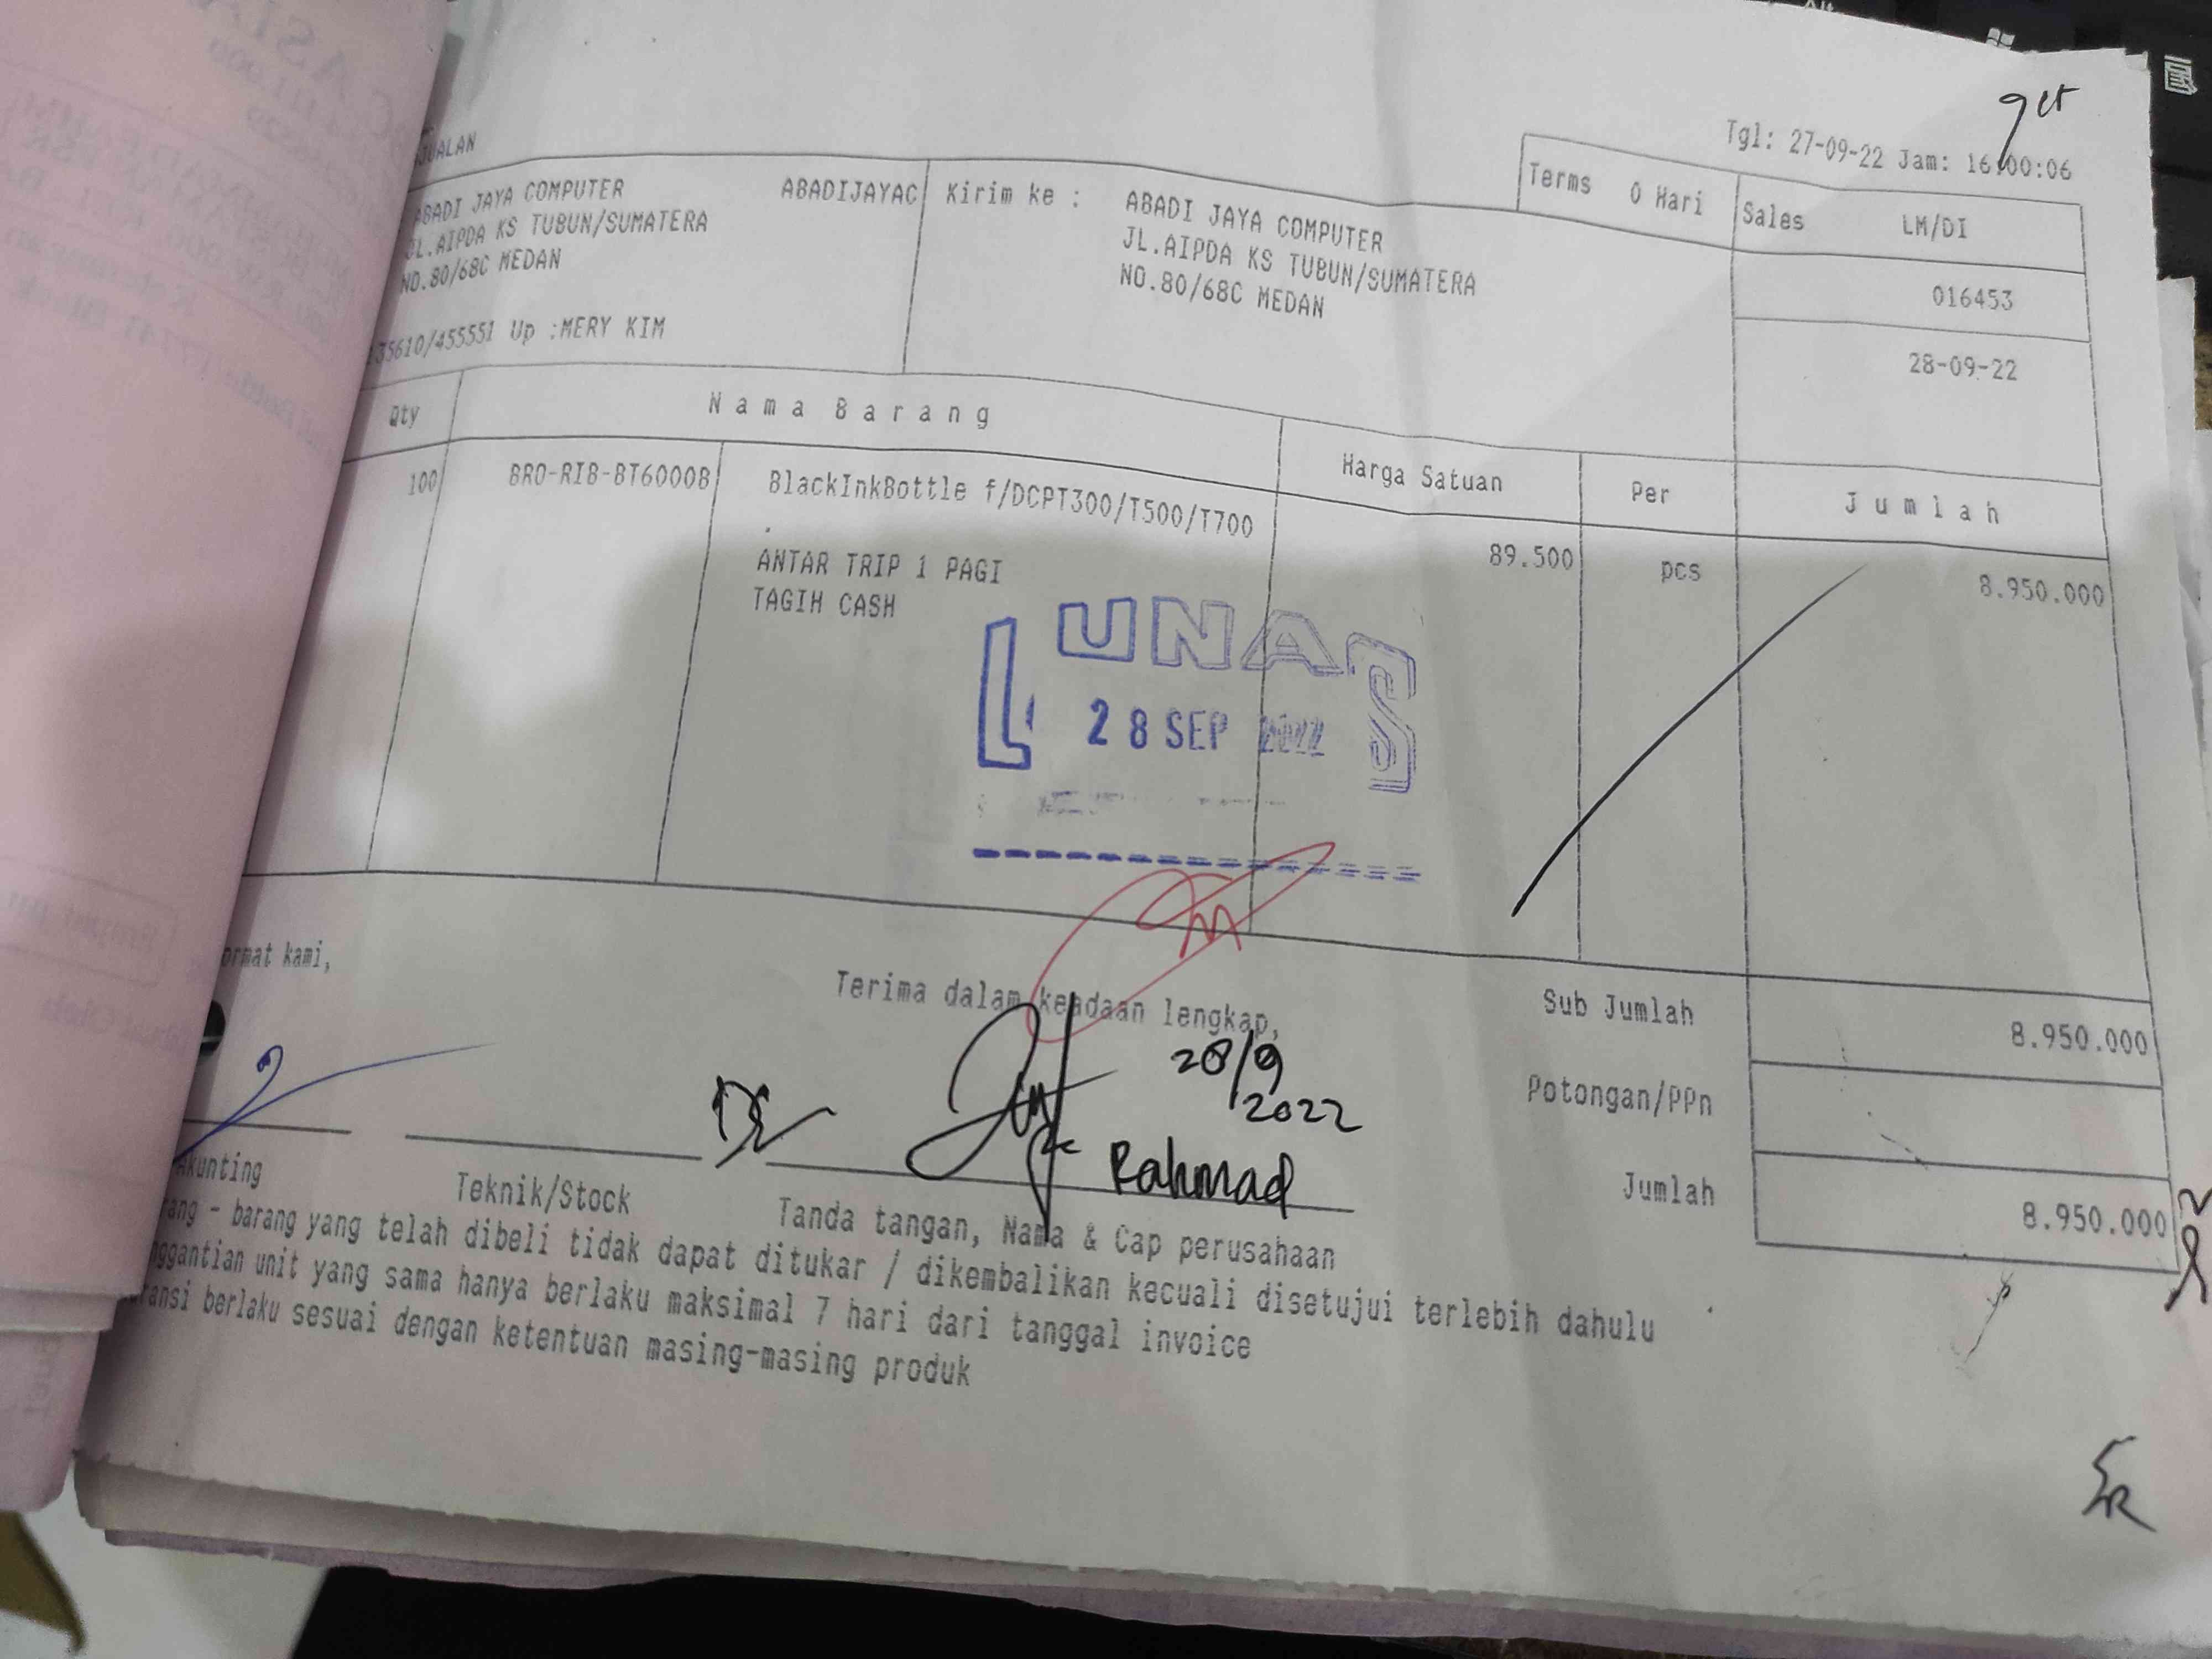 Tgl: 27-09-22 Jam: 16:00:06
ABADI JAYA COMPUTER ABADIJAYAC
JL.AIPDA KS TUBUN/SUMATERA
NO.80/68C MEDAN
35610/455551 Up :MERY KIM
Kirim ke : ABADI JAYA COMPUTER
JL.AIPDA KS TUBUN/SUMATERA
NO.80/68C MEDAN
Terms 0 Hari
Sales LM/DI
016453
28-09-22
Qty Nama Barang Harga Satuan Per Jumlah
100 BRO-RIB-BT6000B BlackInkBottle f/DCPT300/T500/T700 89.500 pcs 8.950.000
.
ANTAR TRIP 1 PAGI
TAGIH CASH
LUNAS
28 SEP 2022
kami,
Terima dalam keadaan lengkap,
28/9
2022
Rahmad
Sub Jumlah 8.950.000
Potongan/PPn
Jumlah 8.950.000
Akunting
Teknik/Stock
Tanda tangan, Nama & Cap perusahaan
- barang yang telah dibeli tidak dapat ditukar / dikembalikan kecuali disetujui terlebih dahulu
unit yang sama hanya berlaku maksimal 7 hari dari tanggal invoice
berlaku sesuai dengan ketentuan masing-masing produk